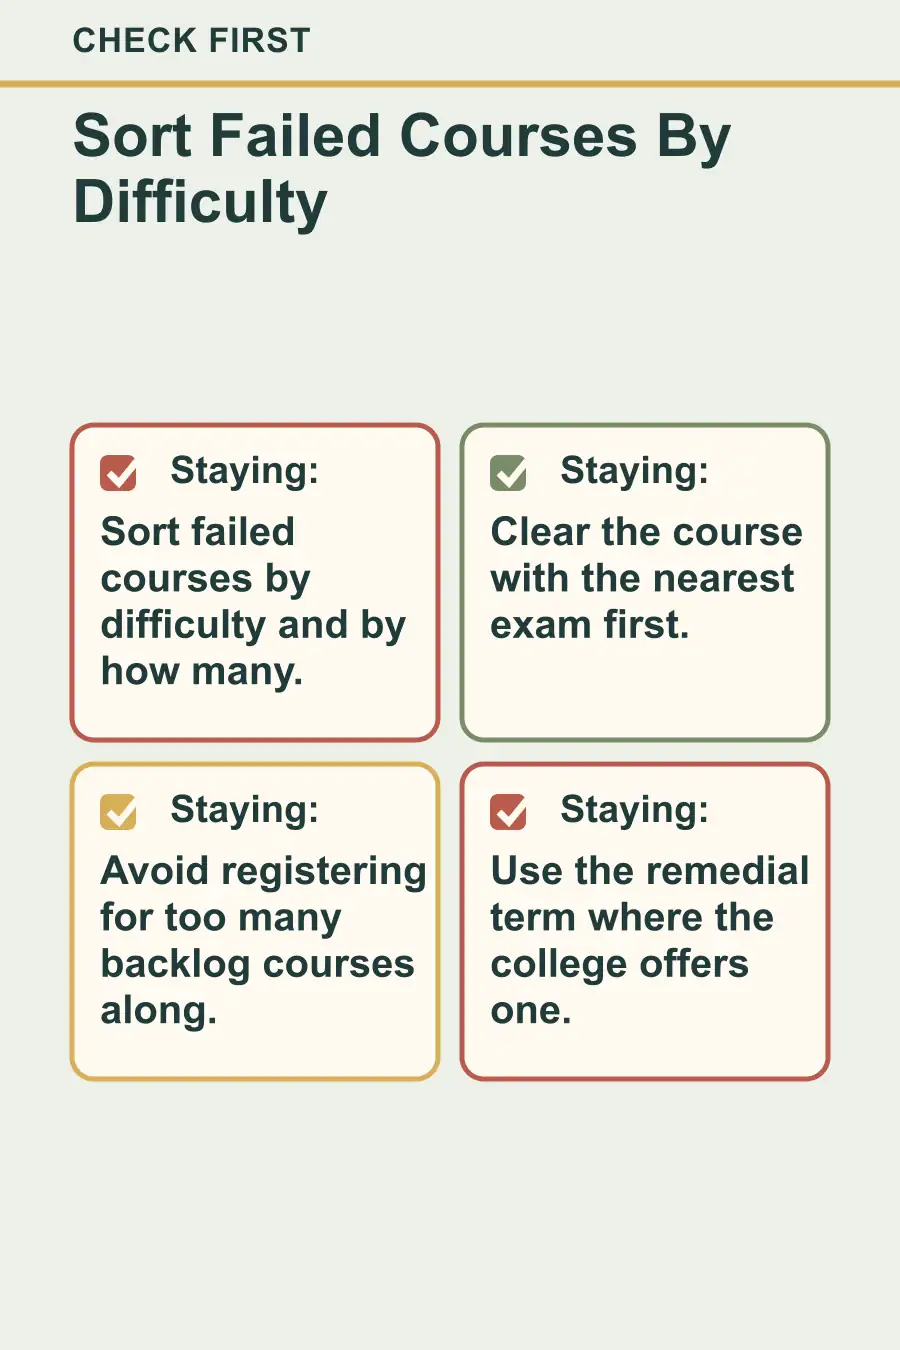 CHECK FIRST
Sort Failed Courses By
Difficulty
Staying:
Sort failed
courses by
difficulty and by
how many.
Staying:
Clear the course
with the nearest
exam first.
Staying:
Avoid registering
for too many
backlog courses
along.
Staying:
Use the remedial
term where the
college offers
one.